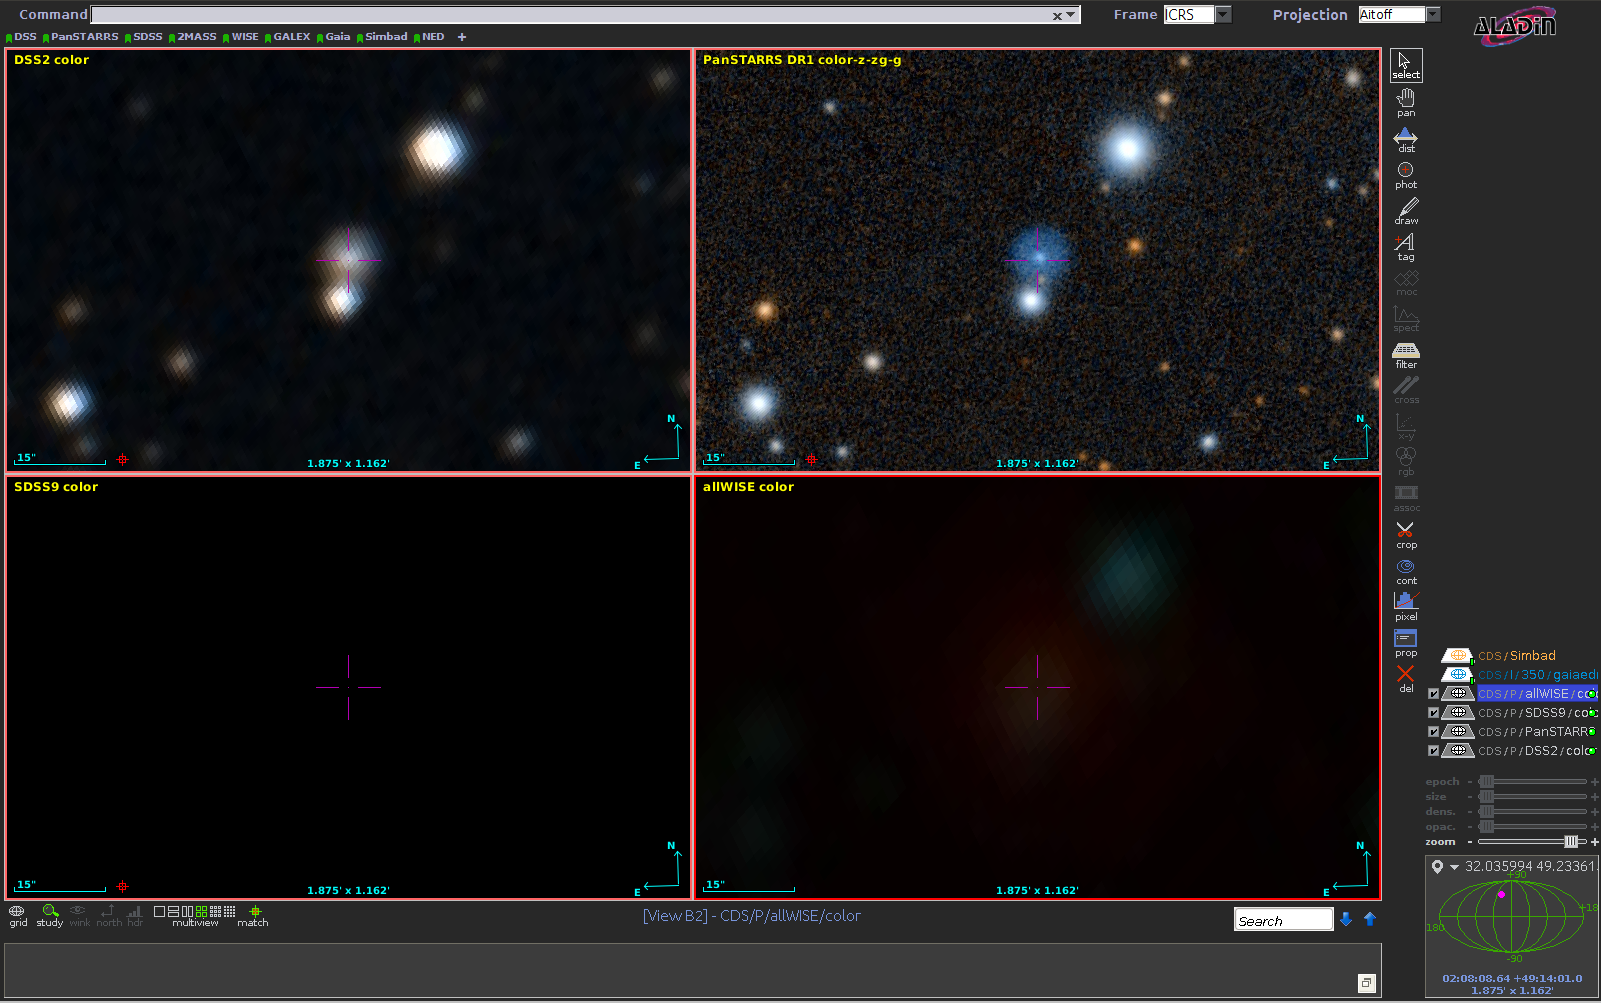 Command
Frame ICRS
Projection Aitoff
ALADIN
DSS PanSTARRS SDSS 2MASS WISE GALEX Gaia Simbad NED +
DSS2 color
15"
1.875' x 1.162'
N
E
PanSTARRS DR1 color-z-zg-g
15"
1.875' x 1.162'
N
E
SDSS9 color
15"
1.875' x 1.162'
N
E
allWISE color
15"
1.875' x 1.162'
N
E
select
pan
dist
phot
draw
tag
moc
spect
filter
cross
x-y
rgb
assoc
crop
cont
pixel
prop
del
CDS/Simbad
CDS/I/350/gaiaed
CDS/P/allWISE/colo
CDS/P/SDSS9/colo
CDS/P/PanSTARRS
CDS/P/DSS2/color
epoch - +
size - +
dens. - +
opac. - +
zoom - +
32.035994 49.23361
+90
+18
180
-90
02:08:08.64 +49:14:01.0
1.875' x 1.162'
grid study wink north hdr multiview match
[View B2] - CDS/P/allWISE/color
Search